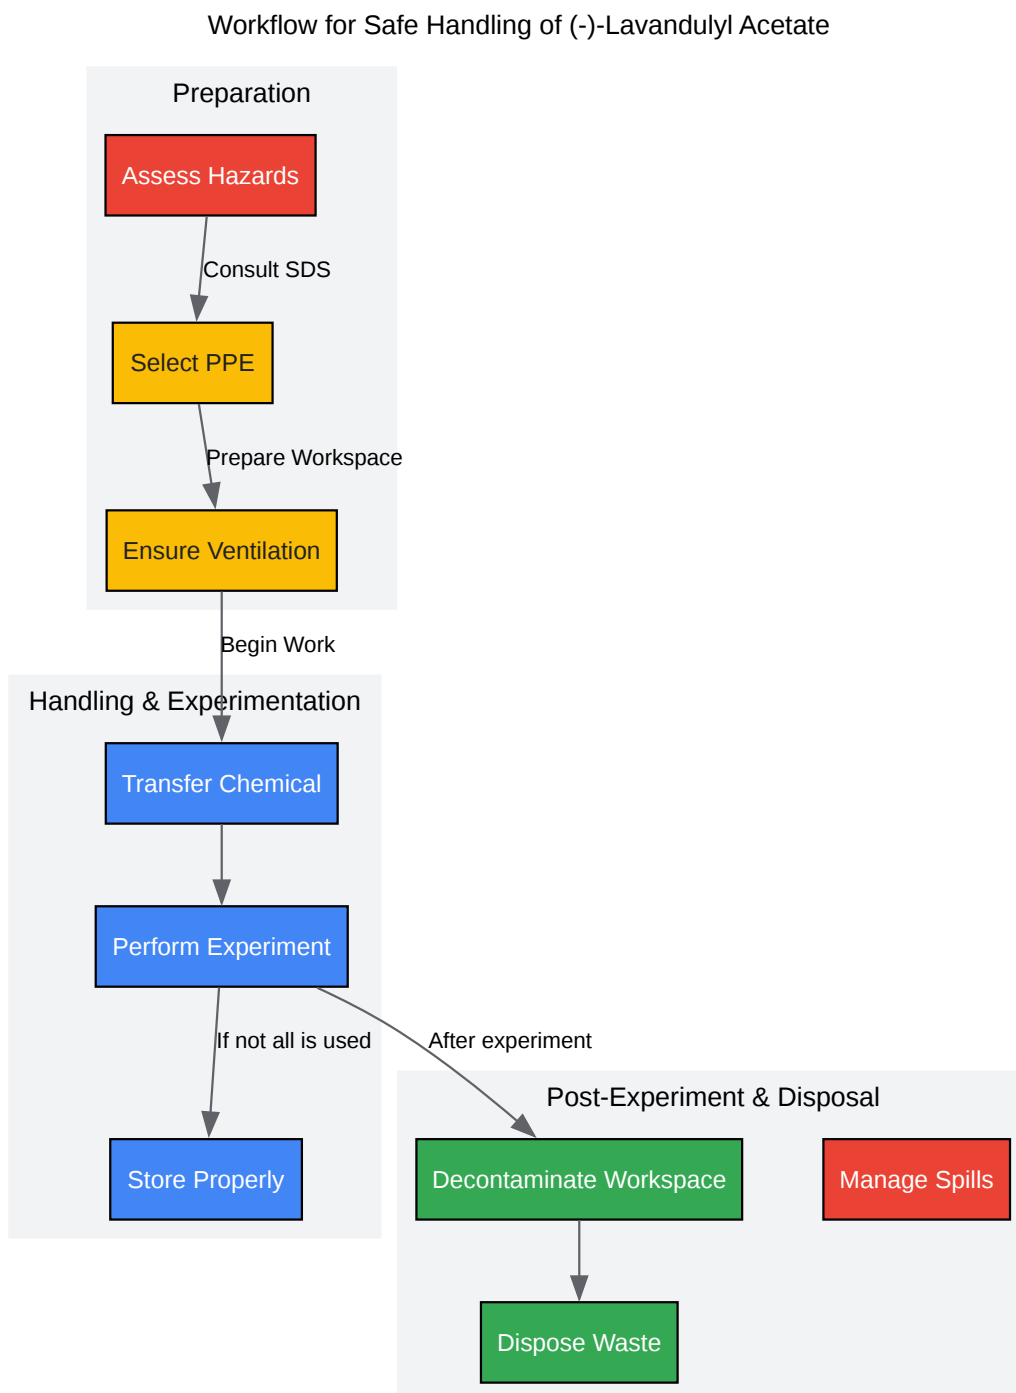 Workflow for Safe Handling of (-)-Lavandulyl Acetate
Preparation
Assess Hazards
Consult SDS
Select PPE
Prepare Workspace
Ensure Ventilation
Begin Work
Handling & Experimentation
Transfer Chemical
Perform Experiment
If not all is used
After experiment
Post-Experiment & Disposal
Store Properly
Decontaminate Workspace
Manage Spills
Dispose Waste